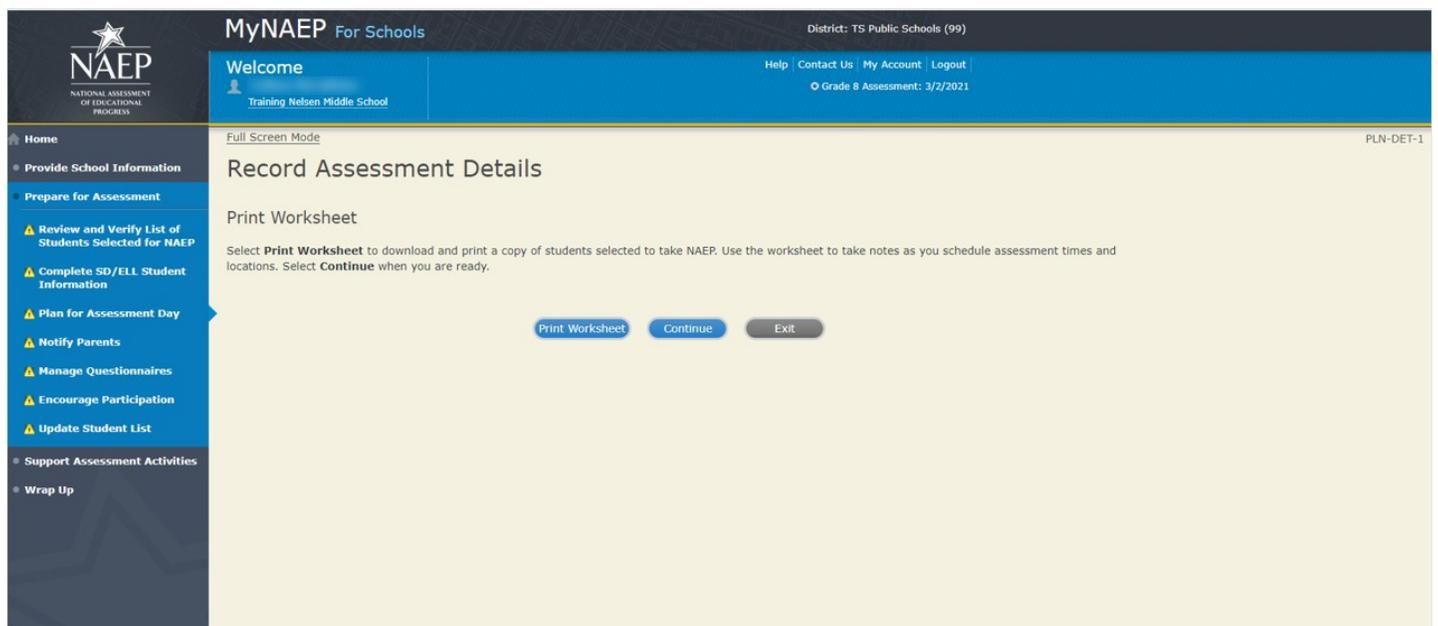 NAEP
NATIONAL ASSESSMENT
OF EDUCATIONAL
PROGRESS
MyNAEP For Schools
District: TS Public Schools (99)
Welcome
Training Nelsen Middle School
Help | Contact Us | My Account | Logout
Grade 8 Assessment: 3/2/2021
Home
Provide School Information
Prepare for Assessment
Review and Verify List of
Students Selected for NAEP
Complete SD/ELL Student
Information
Plan for Assessment Day
Notify Parents
Manage Questionnaires
Encourage Participation
Update Student List
Support Assessment Activities
Wrap Up
Full Screen Mode
PLN-DET-1
Record Assessment Details
Print Worksheet
Select Print Worksheet to download and print a copy of students selected to take NAEP. Use the worksheet to take notes as you schedule assessment times and
locations. Select Continue when you are ready.
Print Worksheet
Continue
Exit